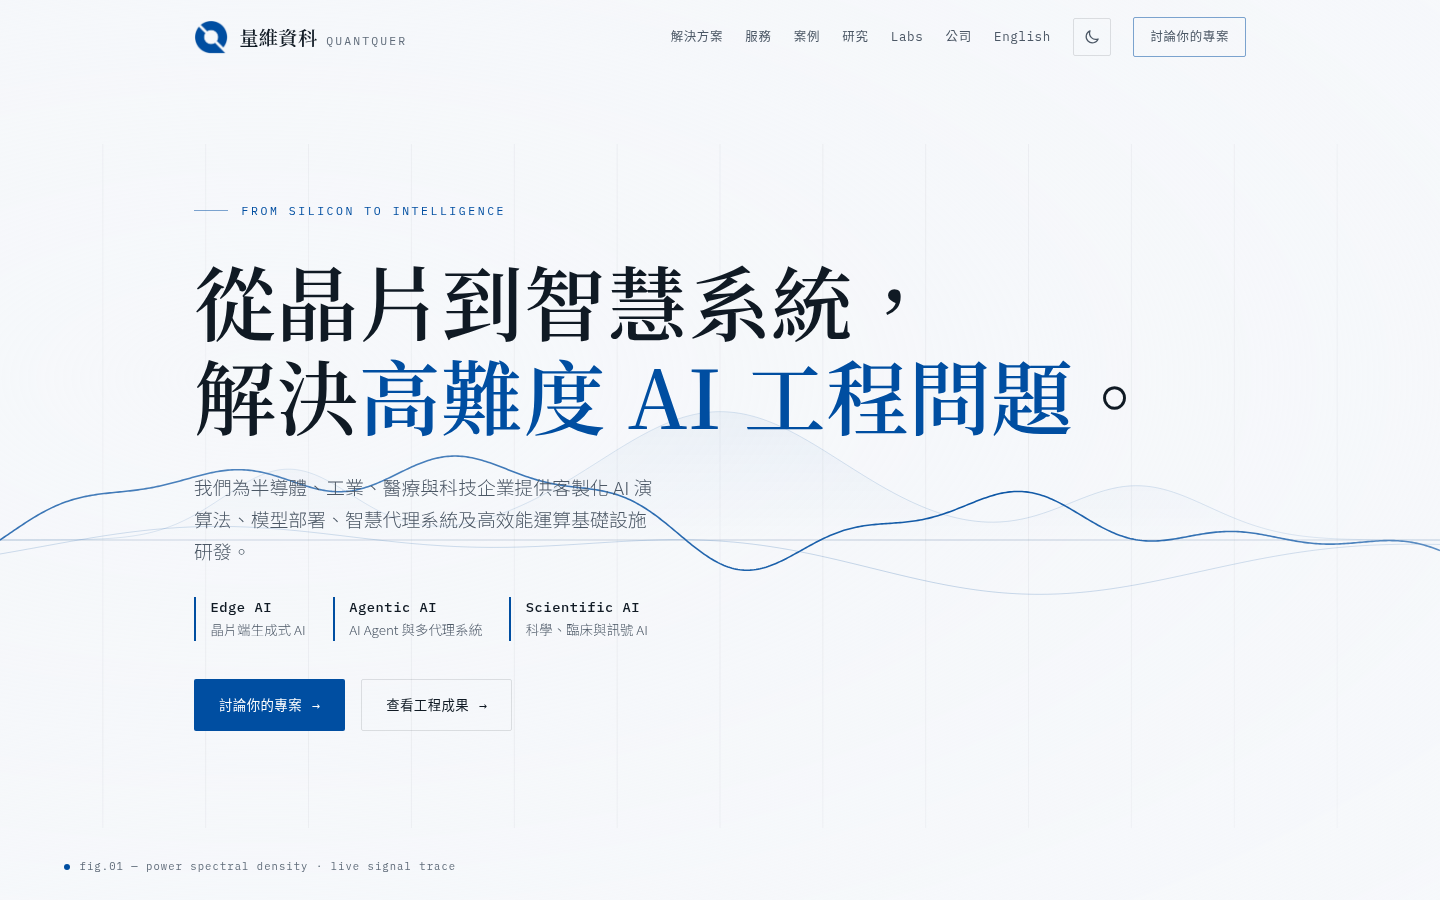 量維資科 QUANTQUER
解決方案 服務 案例 研究 Labs 公司 English 討論你的專案
FROM SILICON TO INTELLIGENCE
從晶片到智慧系統，
解決高難度 AI 工程問題。
我們為半導體、工業、醫療與科技企業提供客製化 AI 演
算法、模型部署、智慧代理系統及高效能運算基礎設施
研發。
Edge AI Agentic AI Scientific AI
晶片端生成式 AI AI Agent 與多代理系統 科學、臨床與訊號 AI
討論你的專案 → 查看工程成果 →
fig.01 — power spectral density · live signal trace